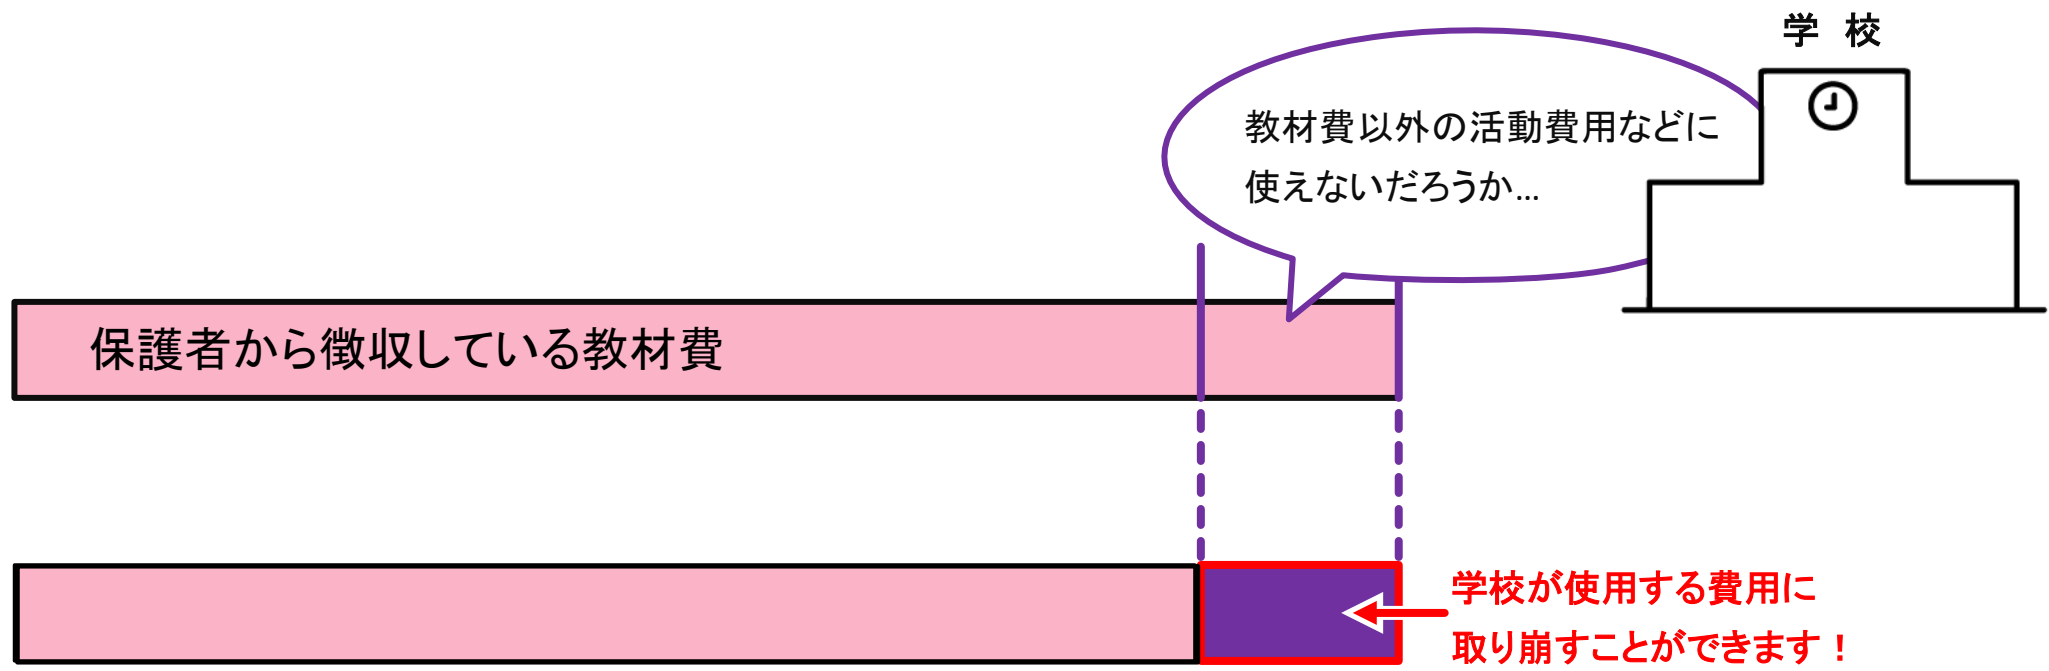 学 校
教材費以外の活動費用などに
使えないだろうか...
保護者から徴収している教材費
学校が使用する費用に
取り崩すことができます！